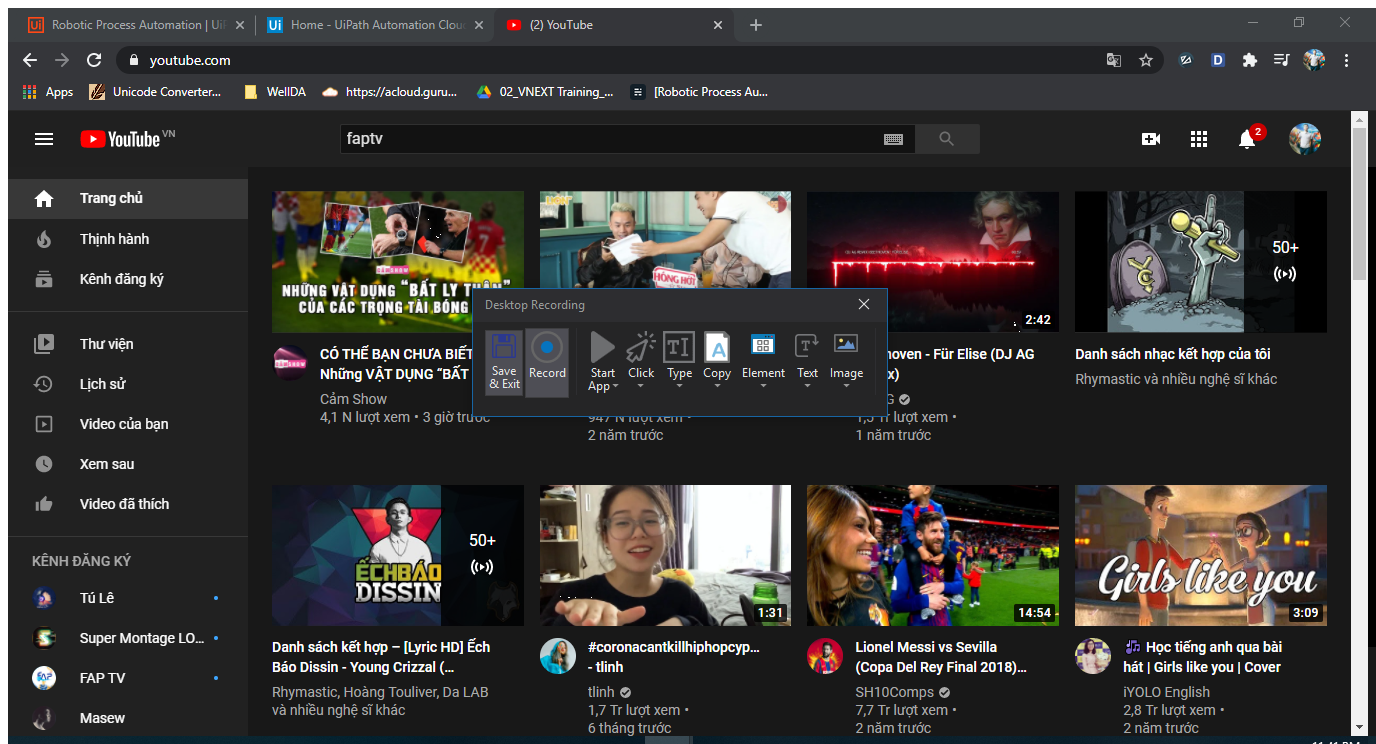 Robotic Process Automation | Ui
Home - UiPath Automation Clou
(2) YouTube
youtube.com
Apps
Unicode Converter...
WellDA
https://acloud.guru...
02_VNEXT Training_...
[Robotic Process Au...
YouTube VN
faptv
2
Trang chủ
Thịnh hành
Kênh đăng ký
Thư viện
Lịch sử
Video của bạn
Xem sau
Video đã thích
KÊNH ĐĂNG KÝ
Tú Lê
Super Montage LO...
FAP TV
Masew
NHỮNG VẬT DỤNG “BẤT LY THÂN”
CỦA CÁC TRỌNG TÀI BÓNG
CÓ THỂ BẠN CHƯA BIẾT
Những VẬT DỤNG “BẤT
Cảm Show
4,1 N lượt xem • 3 giờ trước
HÓNG HỚT
947 N lượt xem •
2 năm trước
2:42
hoven - Für Elise (DJ AG
x)
G
1,5 Tr lượt xem •
1 năm trước
50+
Danh sách nhạc kết hợp của tôi
Rhymastic và nhiều nghệ sĩ khác
Desktop Recording
Save
& Exit
Record
Start
App
Click
Type
Copy
Element
Text
Image
ẾCHBÁO
DISSIN
50+
Danh sách kết hợp – [Lyric HD] Ếch
Báo Dissin - Young Crizzal (...
Rhymastic, Hoàng Touliver, Da LAB
và nhiều nghệ sĩ khác
1:31
#coronacantkillhiphopcyp...
- tlinh
tlinh
1,7 Tr lượt xem •
6 tháng trước
14:54
Lionel Messi vs Sevilla
(Copa Del Rey Final 2018)...
SH10Comps
7,7 Tr lượt xem •
2 năm trước
Girls like you
3:09
Học tiếng anh qua bài
hát | Girls like you | Cover
iYOLO English
2,8 Tr lượt xem •
2 năm trước